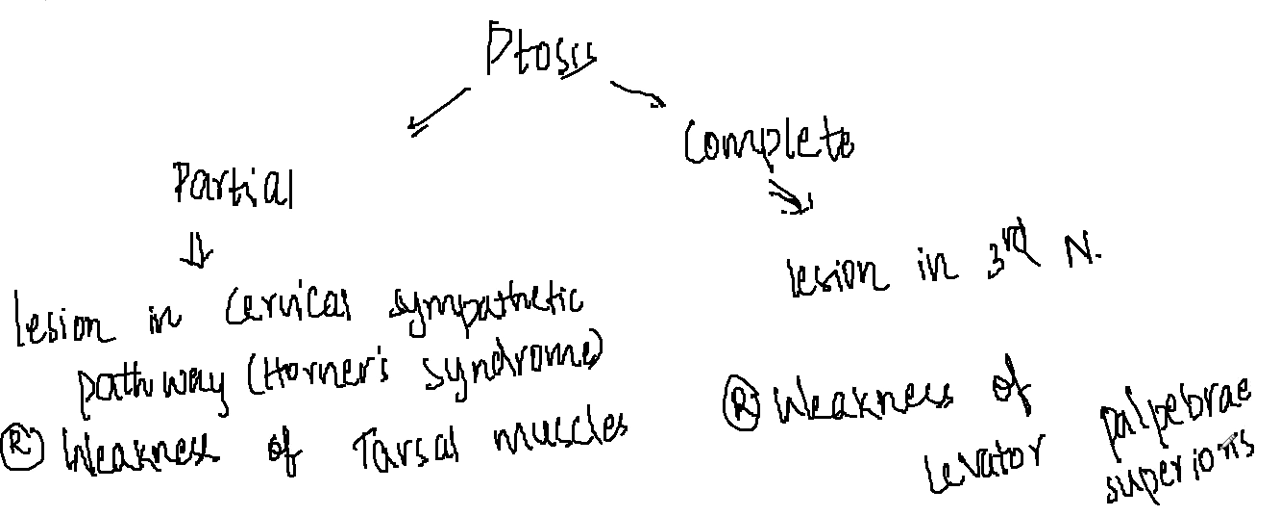 Ptosis
Partial
Complete
lesion in cervical sympathetic
pathway (Horner's syndrome)
Ⓡ Weakness of Tarsal muscles
lesion in 3rd N.
Ⓡ Weakness of
levator palpebrae
superioris